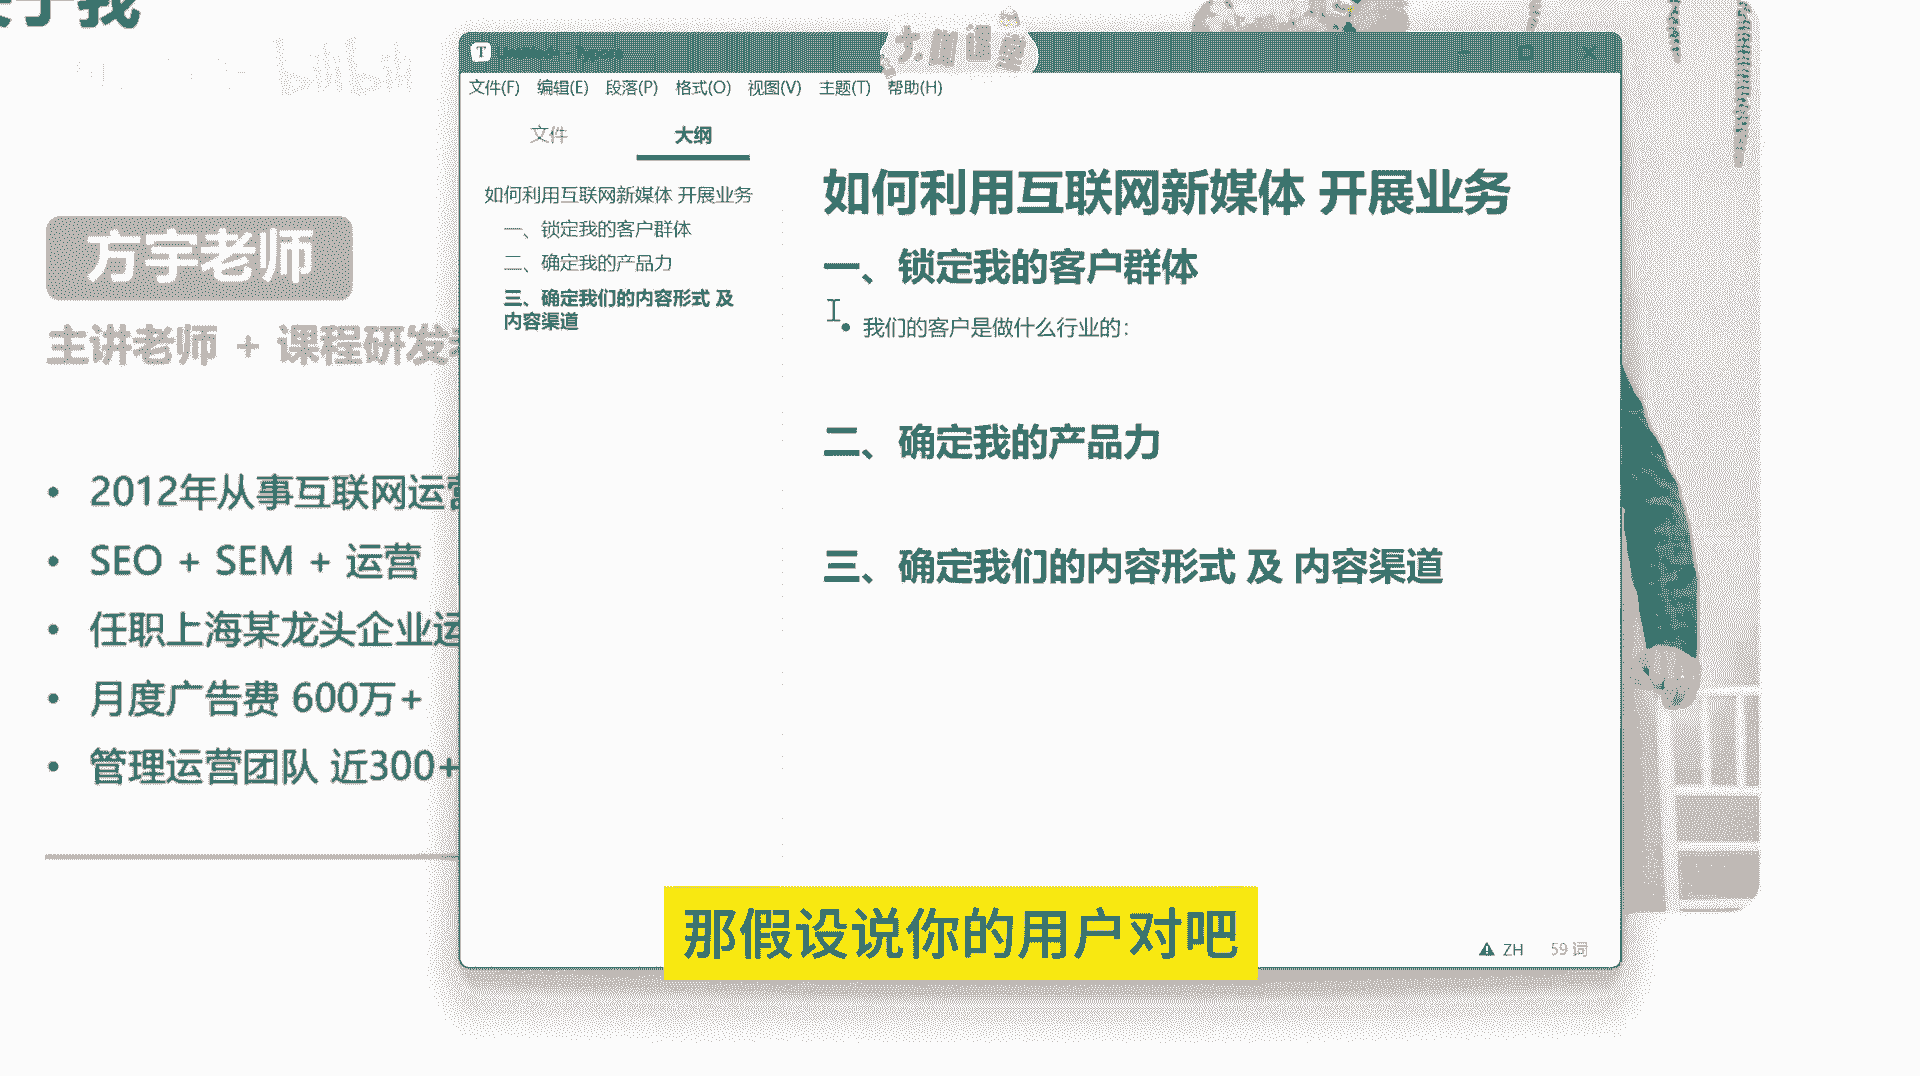 于我
bilibili
大鹏课堂
方宇老师
主讲老师 + 课程研发
• 2012年从事互联网运营
• SEO + SEM + 运营
• 任职上海某龙头企业运
• 月度广告费 600万+
• 管理运营团队 近300+
文件(F) 编辑(E) 段落(P) 格式(O) 视图(V) 主题(T) 帮助(H)
文件 大纲
如何利用互联网新媒体 开展业务
一、锁定我的客户群体
二、确定我的产品力
三、确定我们的内容形式 及
内容渠道
如何利用互联网新媒体 开展业务
一、锁定我的客户群体
• 我们的客户是做什么行业的：
二、确定我的产品力
三、确定我们的内容形式 及 内容渠道
那假设说你的用户对吧
ZH 59 词